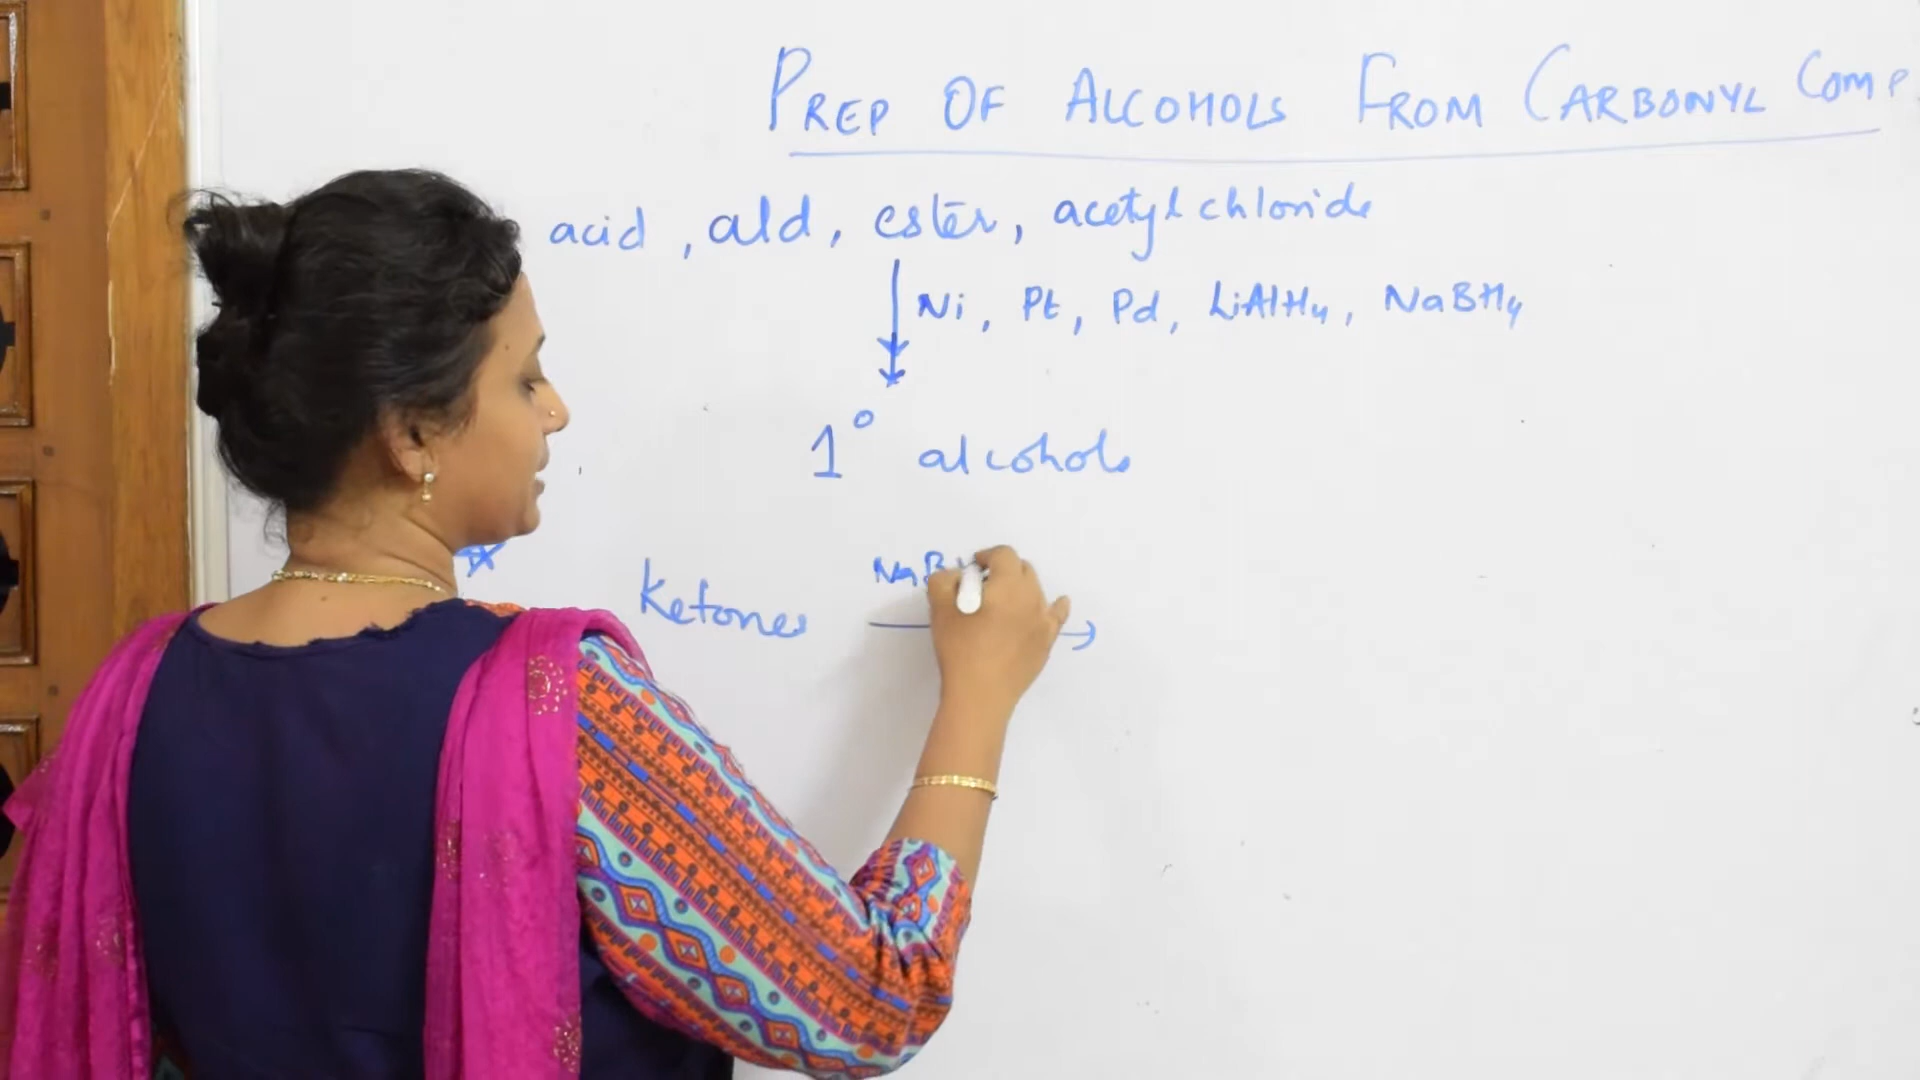 PREP OF ALCOHOLS FROM CARBONYL COMP
acid, ald, ester, acetyl chloride
Ni, Pt, Pd, LiAlH4, NaBH4
1° alcohols
NaB
Ketones